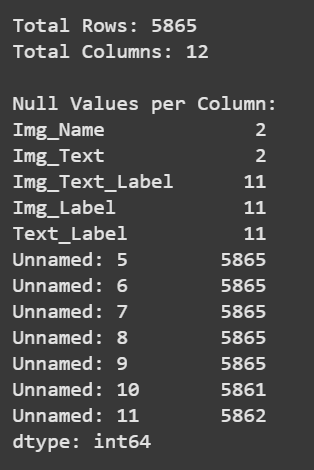 Total Rows: 5865
Total Columns: 12
Null Values per Column:
Img_Name 2
Img_Text 2
Img_Text_Label 11
Img_Label 11
Text_Label 11
Unnamed: 5 5865
Unnamed: 6 5865
Unnamed: 7 5865
Unnamed: 8 5865
Unnamed: 9 5865
Unnamed: 10 5861
Unnamed: 11 5862
dtype: int64